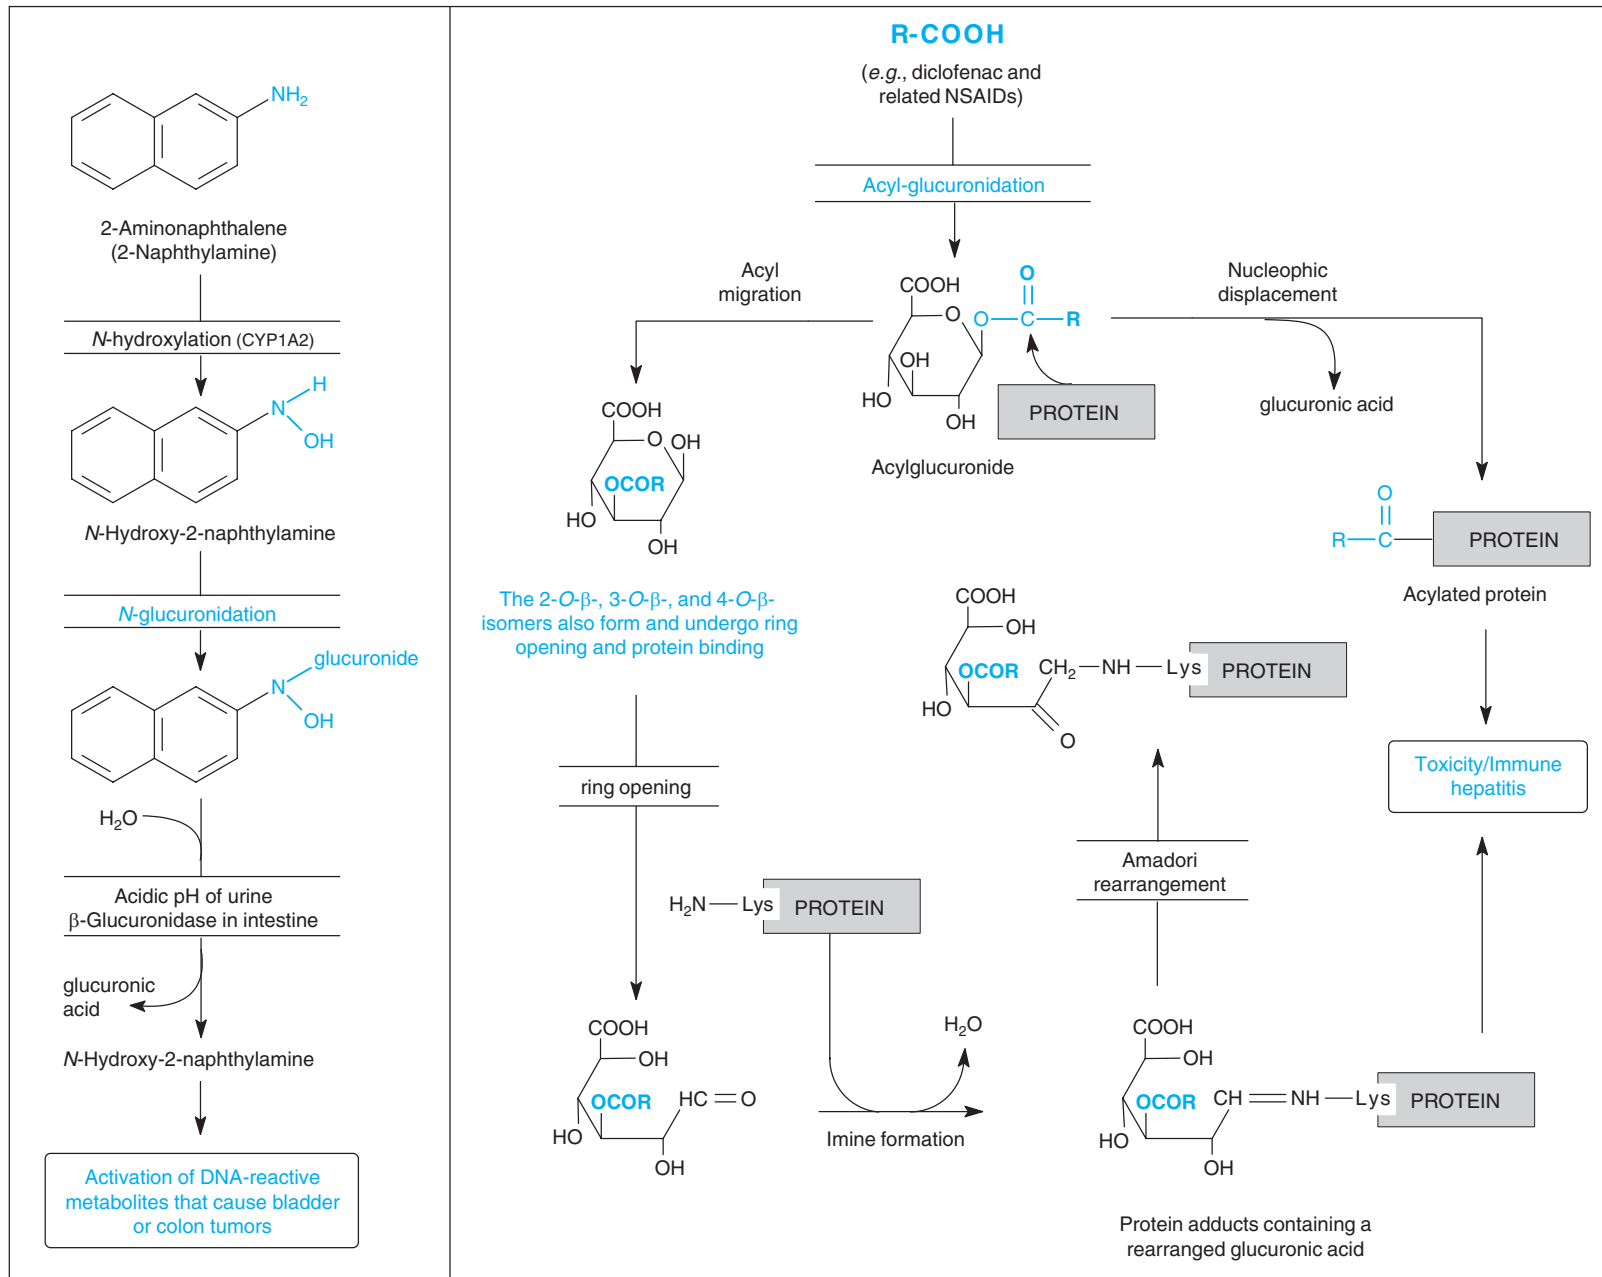 NH2
2-Aminonaphthalene
(2-Naphthylamine)
N-hydroxylation (CYP1A2)
H
N
OH
N-Hydroxy-2-naphthylamine
N-glucuronidation
glucuronide
N
OH
H2O
Acidic pH of urine
β-Glucuronidase in intestine
glucuronic
acid
N-Hydroxy-2-naphthylamine
Activation of DNA-reactive
metabolites that cause bladder
or colon tumors
R-COOH
(e.g., diclofenac and
related NSAIDs)
Acyl-glucuronidation
Acyl
migration
COOH
O
O
O
C
R
OH
HO
OH
PROTEIN
Acylglucuronide
Nucleophic
displacement
glucuronic acid
COOH
O
OH
OCOR
HO
OH
The 2-O-β-, 3-O-β-, and 4-O-β-
isomers also form and undergo ring
opening and protein binding
O
R
C
PROTEIN
Acylated protein
Toxicity/Immune
hepatitis
COOH
OH
OCOR
CH2
NH
Lys
PROTEIN
HO
O
ring opening
Amadori
rearrangement
H2N
Lys
PROTEIN
COOH
OH
OCOR
HC
O
HO
OH
H2O
Imine formation
COOH
OH
OCOR
CH
NH
Lys
PROTEIN
HO
OH
Protein adducts containing a
rearranged glucuronic acid